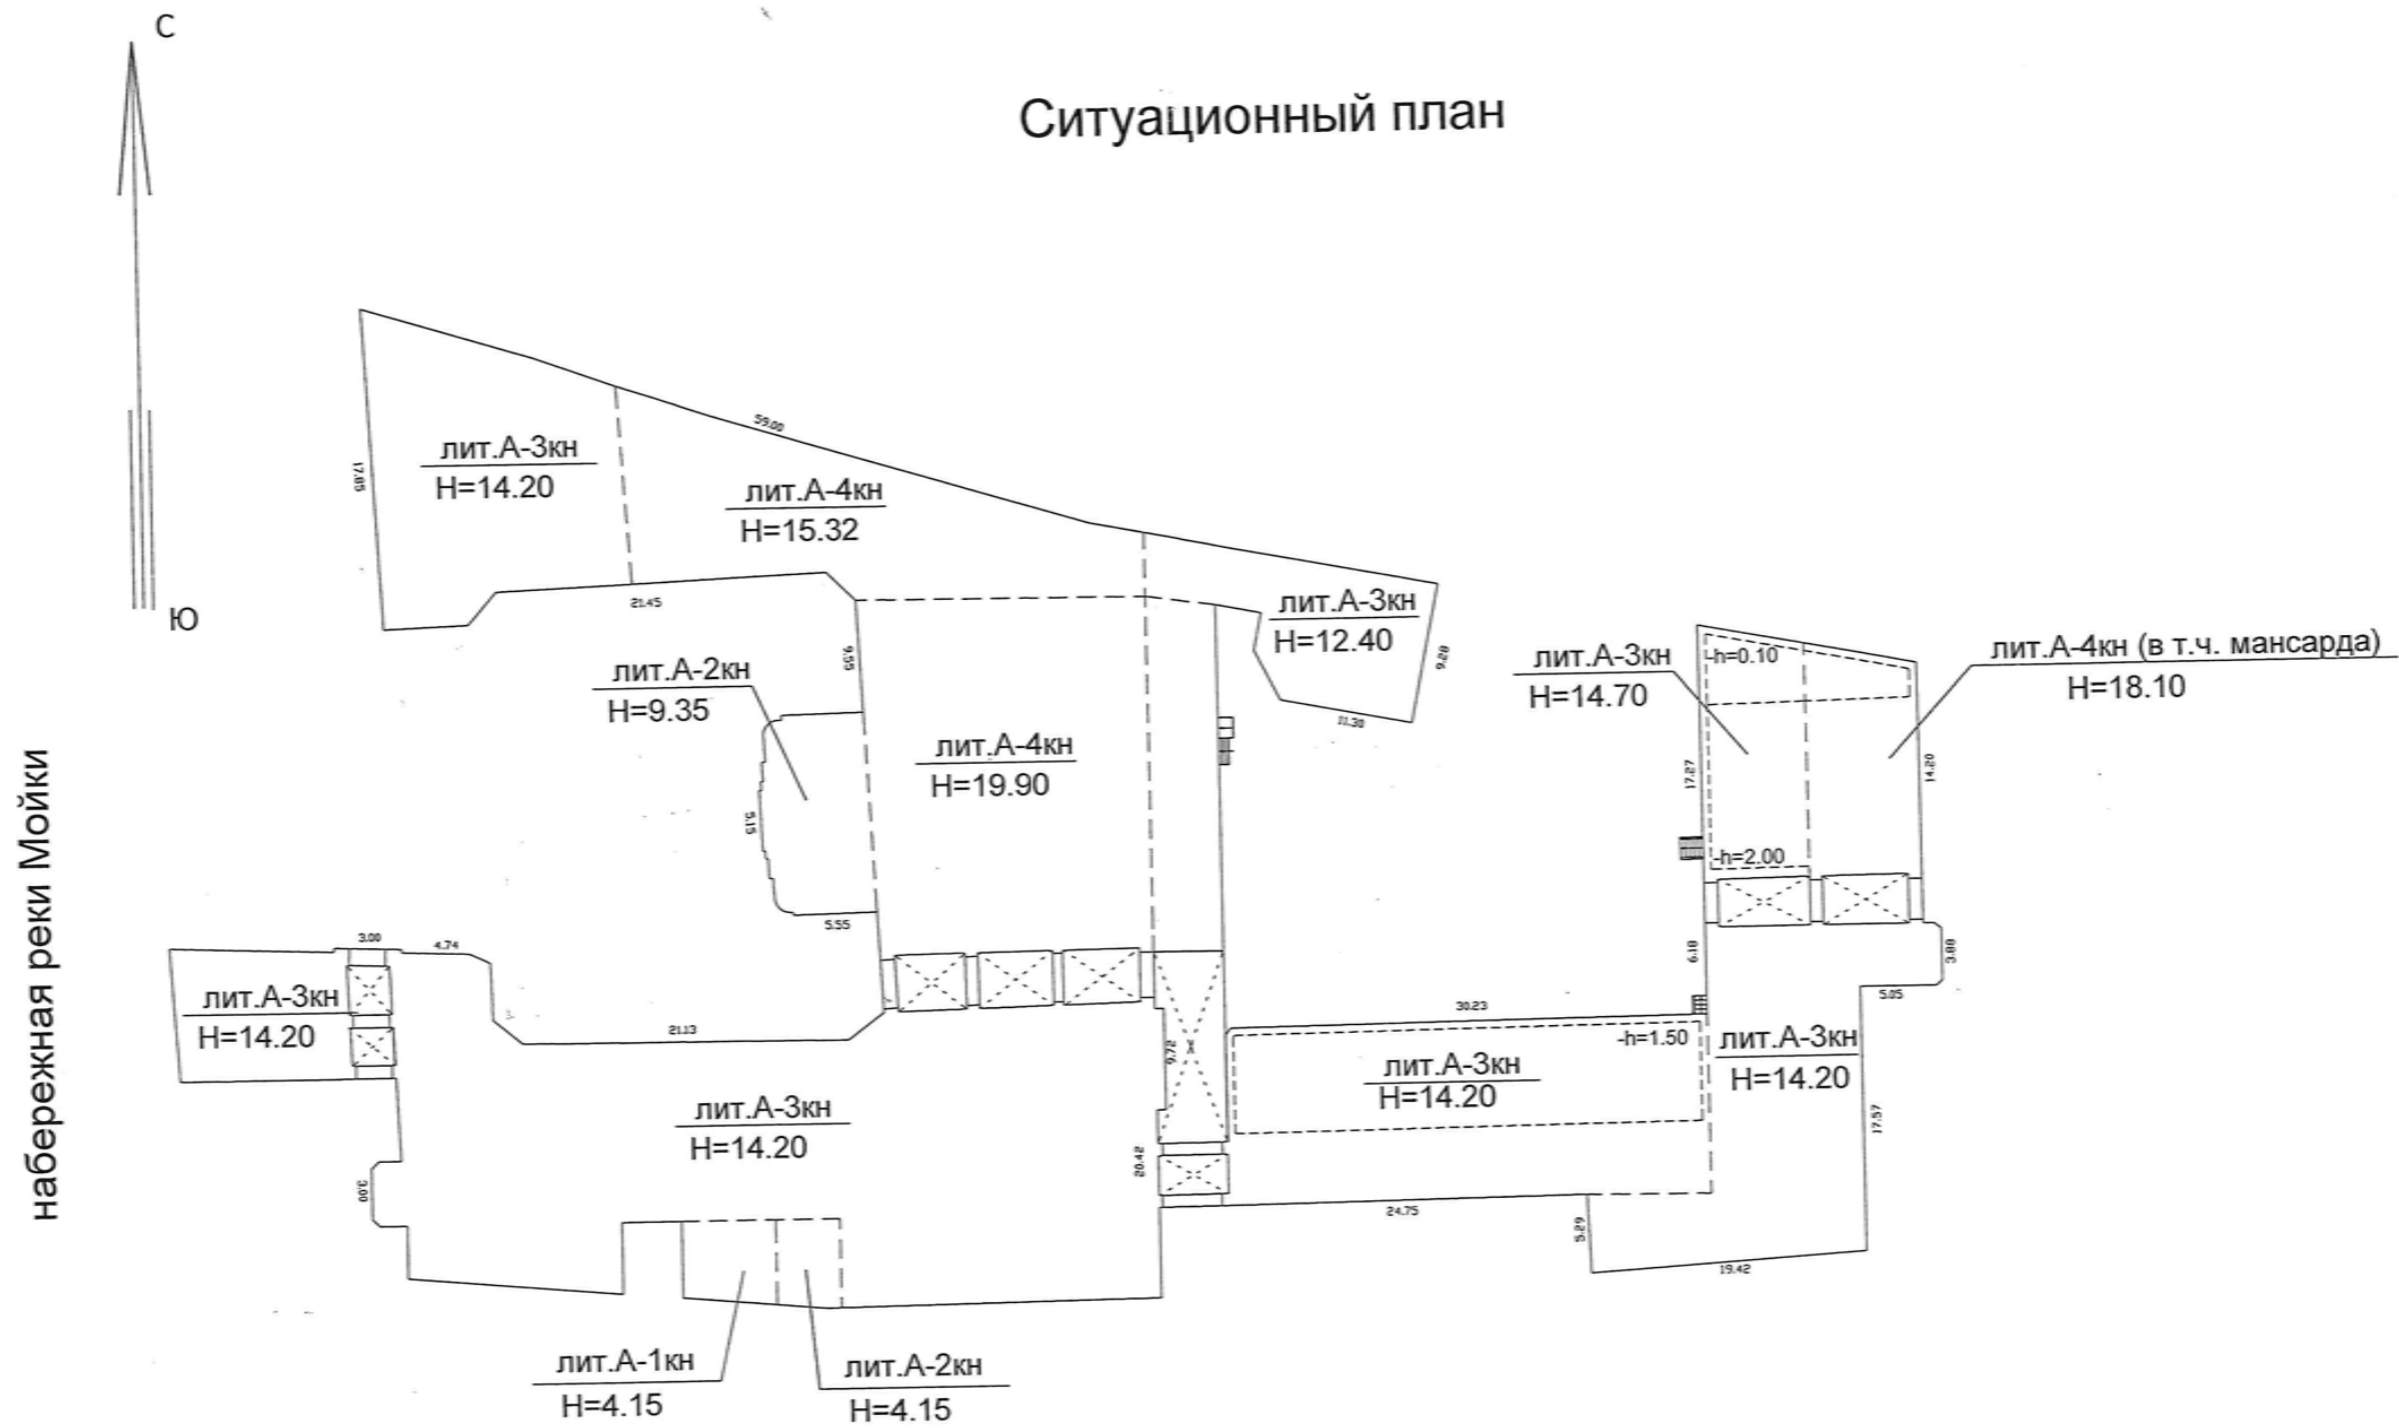 С
Ситуационный план
Ю
набережная реки Мойки
лит.А-3кн
Н=14.20
17.85
59.00
лит.А-4кн
Н=15.32
21.45
лит.А-3кн
Н=12.40
9.28
11.30
лит.А-2кн
Н=9.35
9.55
5.15
5.55
лит.А-4кн
Н=19.90
лит.А-3кн
Н=14.70
-h=0.10
-h=2.00
17.27
лит.А-4кн (в т.ч. мансарда)
Н=18.10
14.20
3.00
4.74
лит.А-3кн
Н=14.20
21.13
9.72
6.18
3.88
5.05
30.23
-h=1.50
лит.А-3кн
Н=14.20
лит.А-3кн
Н=14.20
17.57
лит.А-3кн
Н=14.20
3.00
20.42
24.75
5.29
19.42
лит.А-1кн
Н=4.15
лит.А-2кн
Н=4.15